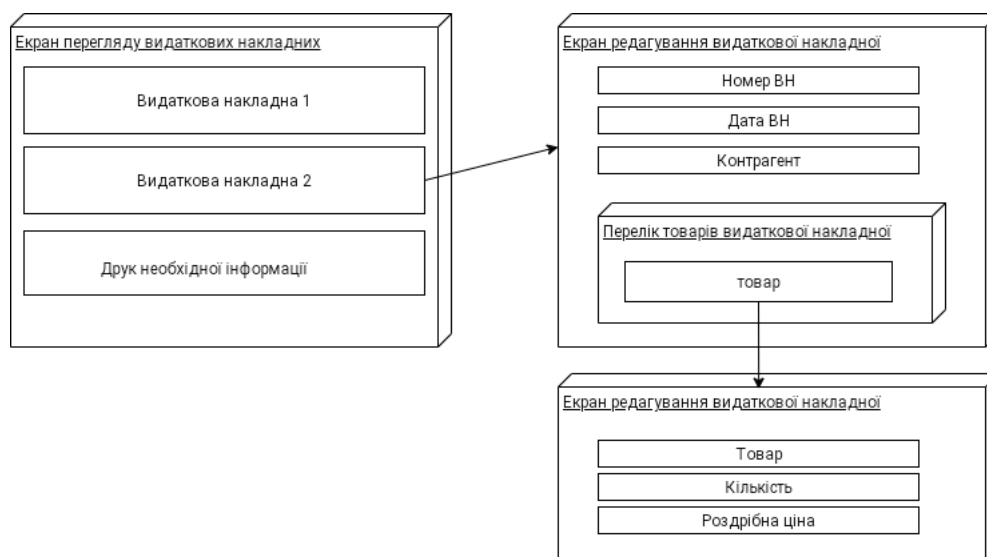 Екран перегляду видаткових накладних
Видаткова накладна 1
Видаткова накладна 2
Друк необхідної інформації
Екран редагування видаткової накладної
Номер ВН
Дата ВН
Контрагент
Перелік товарів видаткової накладної
товар
Екран редагування видаткової накладної
Товар
Кількість
Роздрібна ціна